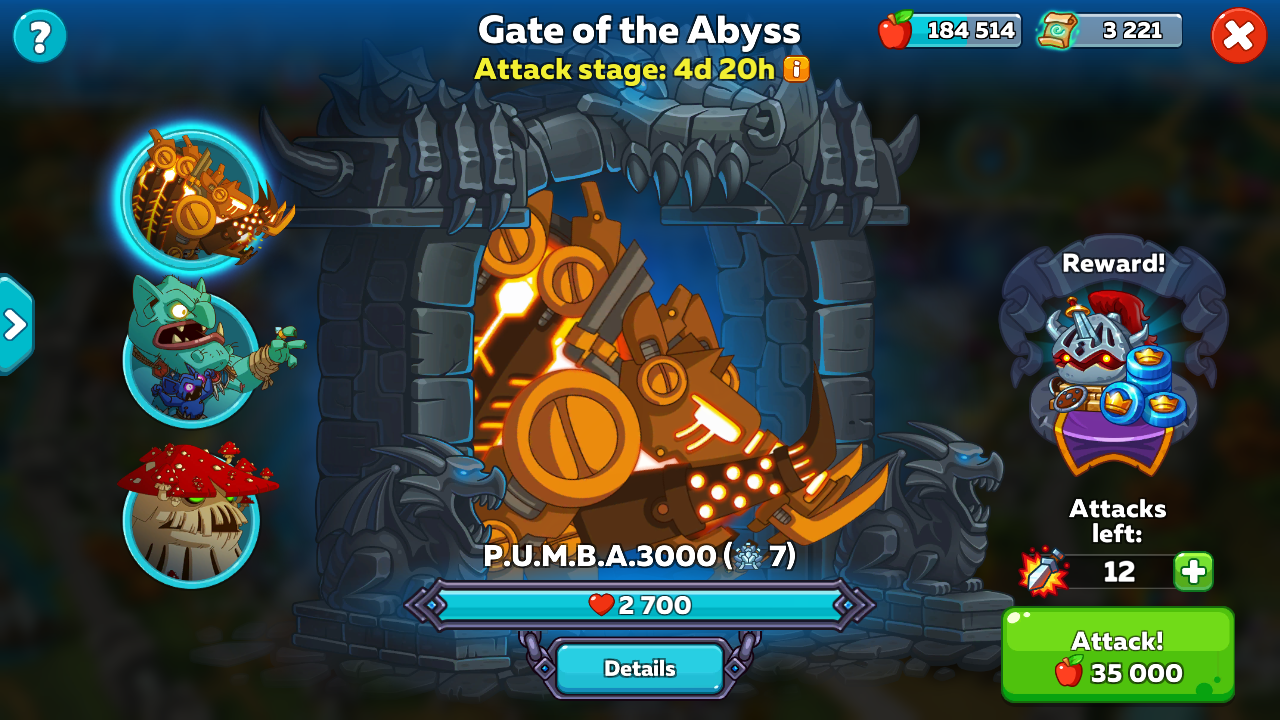 ?
Gate of the Abyss
Attack stage: 4d 20h i
184 514
3 221
Reward!
P.U.M.B.A.3000 ( 7)
2 700
Details
Attacks
left:
12
Attack!
35 000